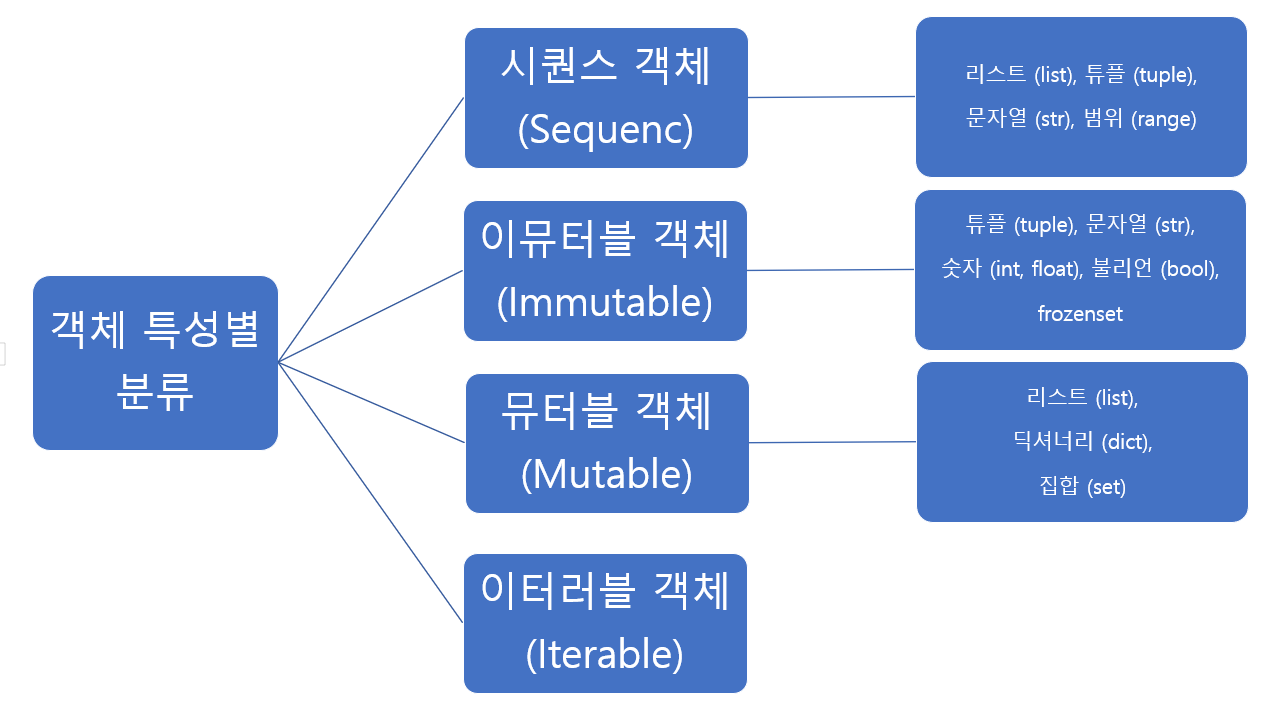 객체 특성별
분류
시퀀스 객체
(Sequenc)
리스트 (list), 튜플 (tuple),
문자열 (str), 범위 (range)
이뮤터블 객체
(Immutable)
튜플 (tuple), 문자열 (str),
숫자 (int, float), 불리언 (bool),
frozenset
뮤터블 객체
(Mutable)
리스트 (list),
딕셔너리 (dict),
집합 (set)
이터러블 객체
(Iterable)